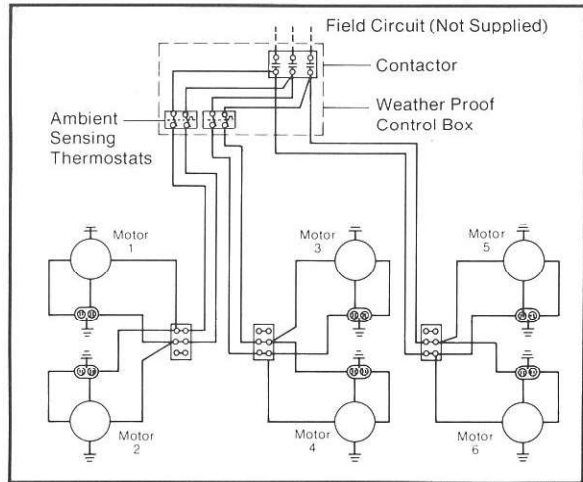 Field Circuit (Not Supplied)
Contactor
Weather Proof
Control Box
Ambient
Sensing
Thermostats
Motor
1
Motor
3
Motor
5
Motor
2
Motor
4
Motor
6